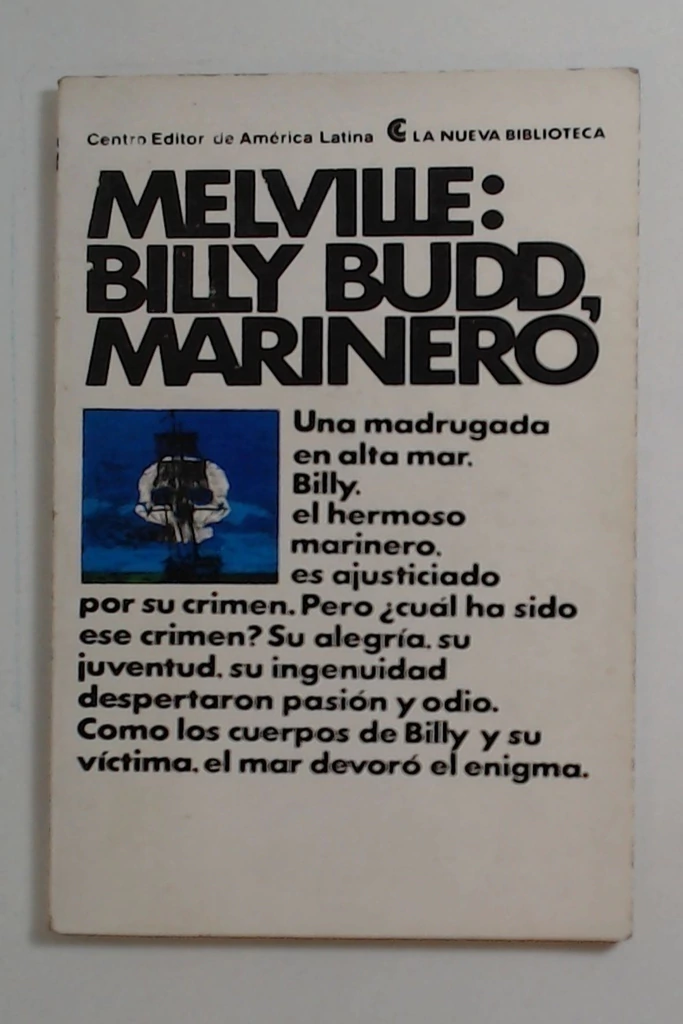 Centro Editor de América Latina LA NUEVA BIBLIOTECA
MELVILLE:
BILLY BUDD,
MARINERO
Una madrugada
en alta mar.
Billy.
el hermoso
marinero.
es ajusticiado
por su crimen. Pero ¿cuál ha sido
ese crimen? Su alegría. su
juventud. su ingenuidad
despertaron pasión y odio.
Como los cuerpos de Billy y su
víctima. el mar devoró el enigma.